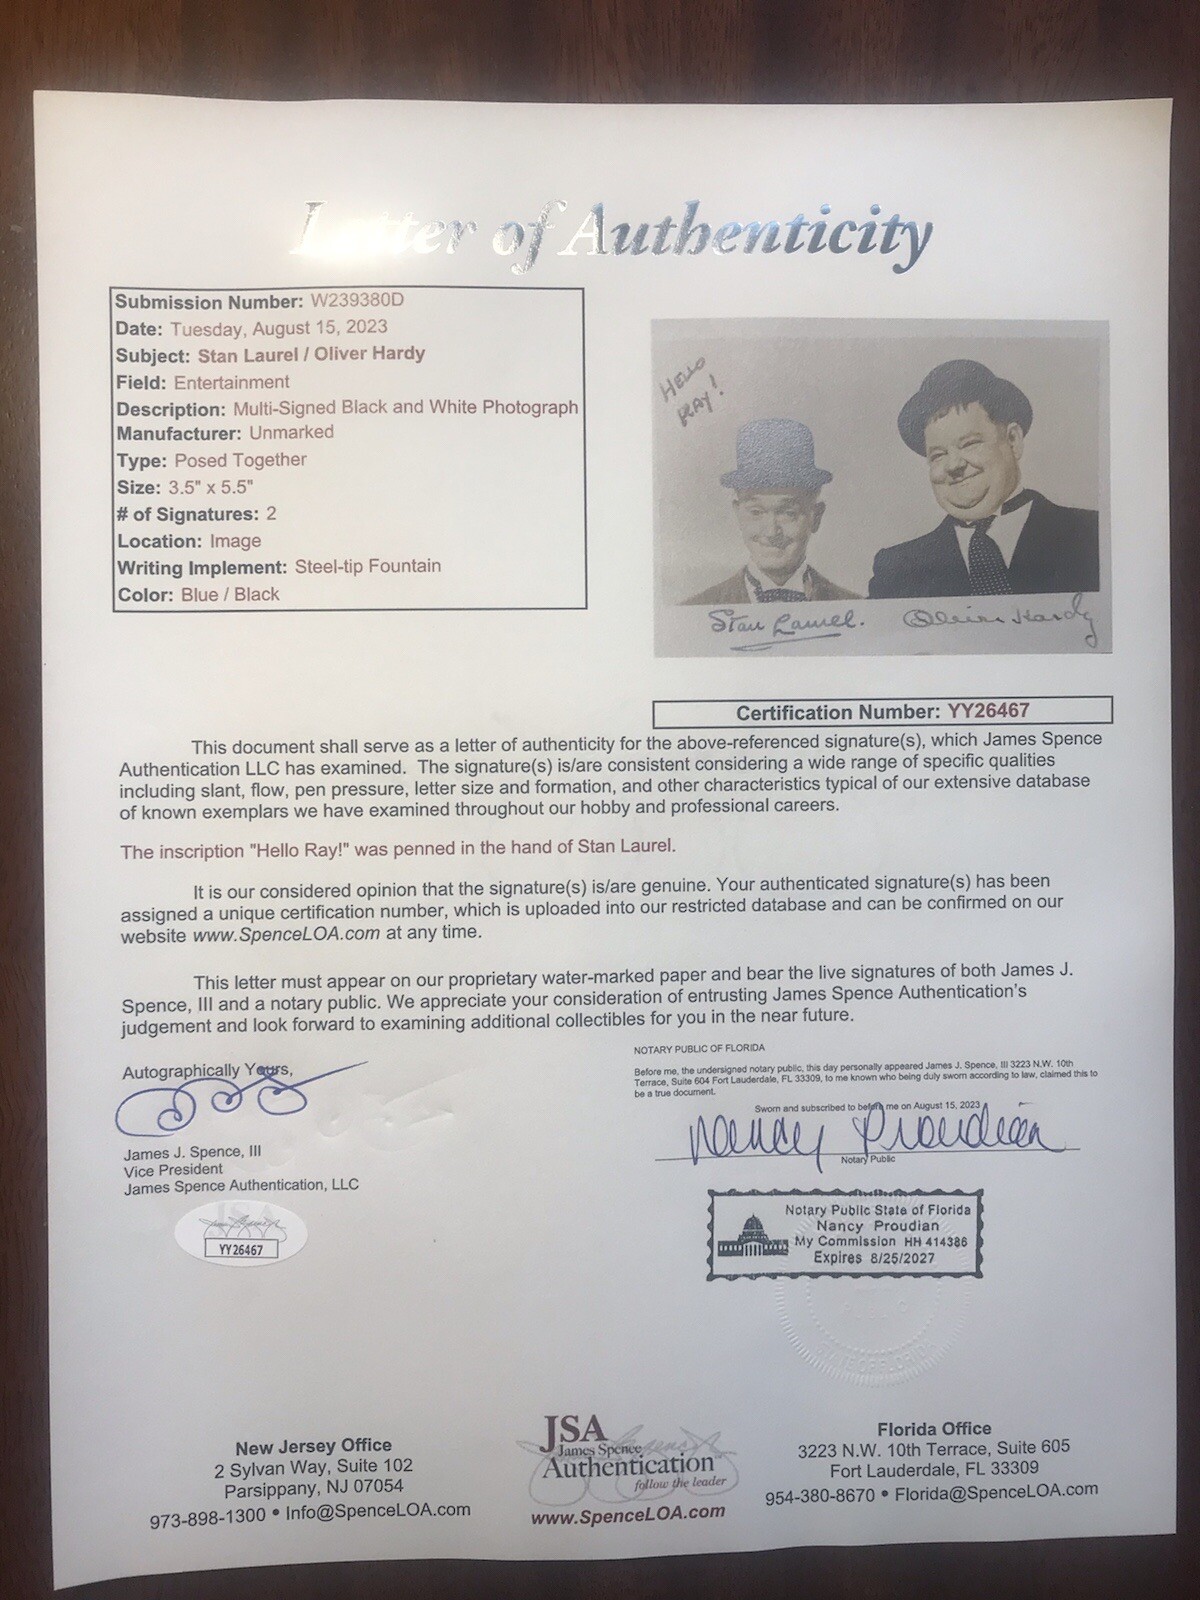 Letter of Authenticity
Submission Number: W239380D
Date: Tuesday, August 15, 2023
Subject: Stan Laurel / Oliver Hardy
Field: Entertainment
Description: Multi-Signed Black and White Photograph
Manufacturer: Unmarked
Type: Posed Together
Size: 3.5" x 5.5"
# of Signatures: 2
Location: Image
Writing Implement: Steel-tip Fountain
Color: Blue / Black
HELLO
RAY!
Stan Laurel. Oliver Hardy
Certification Number: YY26467
This document shall serve as a letter of authenticity for the above-referenced signature(s), which James Spence
Authentication LLC has examined. The signature(s) is/are consistent considering a wide range of specific qualities
including slant, flow, pen pressure, letter size and formation, and other characteristics typical of our extensive database
of known exemplars we have examined throughout our hobby and professional careers.
The inscription "Hello Ray!" was penned in the hand of Stan Laurel.
It is our considered opinion that the signature(s) is/are genuine. Your authenticated signature(s) has been
assigned a unique certification number, which is uploaded into our restricted database and can be confirmed on our
website www.SpenceLOA.com at any time.
This letter must appear on our proprietary water-marked paper and bear the live signatures of both James J.
Spence, III and a notary public. We appreciate your consideration of entrusting James Spence Authentication's
judgement and look forward to examining additional collectibles for you in the near future.
Autographically Yours,
James J. Spence, III
Vice President
James Spence Authentication, LLC
JSA
YY26467
NOTARY PUBLIC OF FLORIDA
Before me, the undersigned notary public, this day personally appeared James J. Spence, III 3223 N.W. 10th
Terrace, Suite 604 Fort Lauderdale, FL 33309, to me known who being duly sworn according to law, claimed this to
be a true document.
Sworn and subscribed to before me on August 15, 2023
Nancy Proudian
Notary Public
Notary Public State of Florida
Nancy Proudian
My Commission HH 414386
Expires 8/25/2027
New Jersey Office
2 Sylvan Way, Suite 102
Parsippany, NJ 07054
973-898-1300 • Info@SpenceLOA.com
JSA
James Spence
Authentication
follow the leader
www.SpenceLOA.com
Florida Office
3223 N.W. 10th Terrace, Suite 605
Fort Lauderdale, FL 33309
954-380-8670 • Florida@SpenceLOA.com